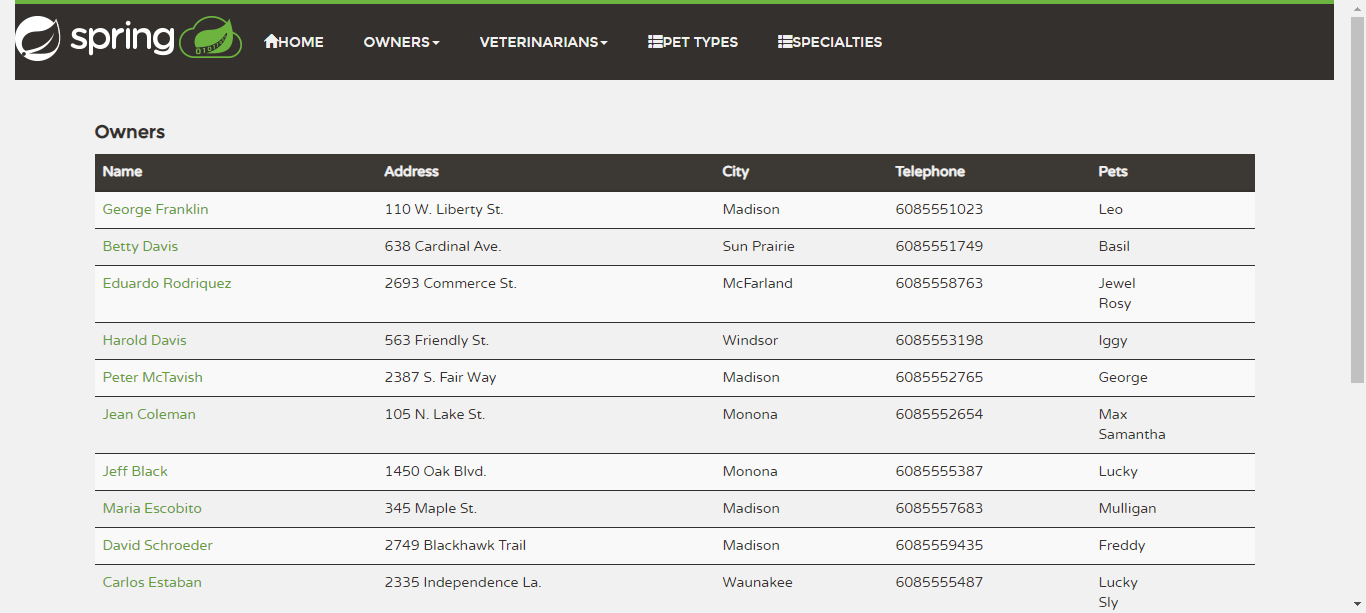 spring HOME OWNERS VETERINARIANS PET TYPES SPECIALTIES
Owners
Name Address City Telephone Pets
George Franklin 110 W. Liberty St. Madison 6085551023 Leo
Betty Davis 638 Cardinal Ave. Sun Prairie 6085551749 Basil
Eduardo Rodriquez 2693 Commerce St. McFarland 6085558763 Jewel
Rosy
Harold Davis 563 Friendly St. Windsor 6085553198 Iggy
Peter McTavish 2387 S. Fair Way Madison 6085552765 George
Jean Coleman 105 N. Lake St. Monona 6085552654 Max
Samantha
Jeff Black 1450 Oak Blvd. Monona 6085555387 Lucky
Maria Escobito 345 Maple St. Madison 6085557683 Mulligan
David Schroeder 2749 Blackhawk Trail Madison 6085559435 Freddy
Carlos Estaban 2335 Independence La. Waunakee 6085555487 Lucky
Sly